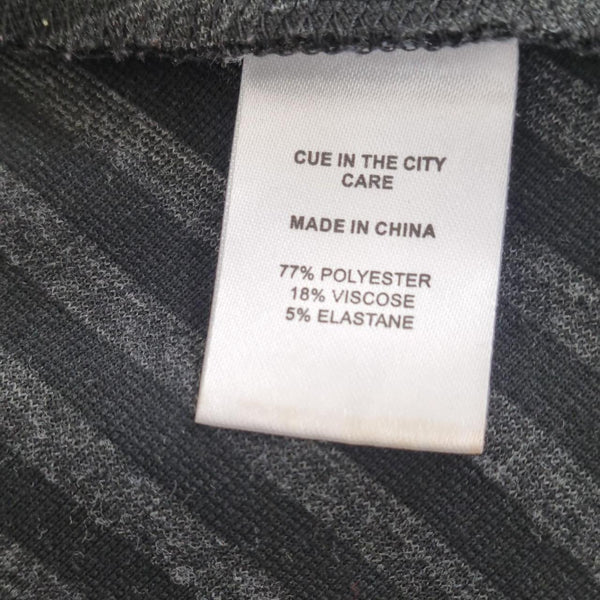 CUE IN THE CITY
CARE
MADE IN CHINA
77% POLYESTER
18% VISCOSE
5% ELASTANE